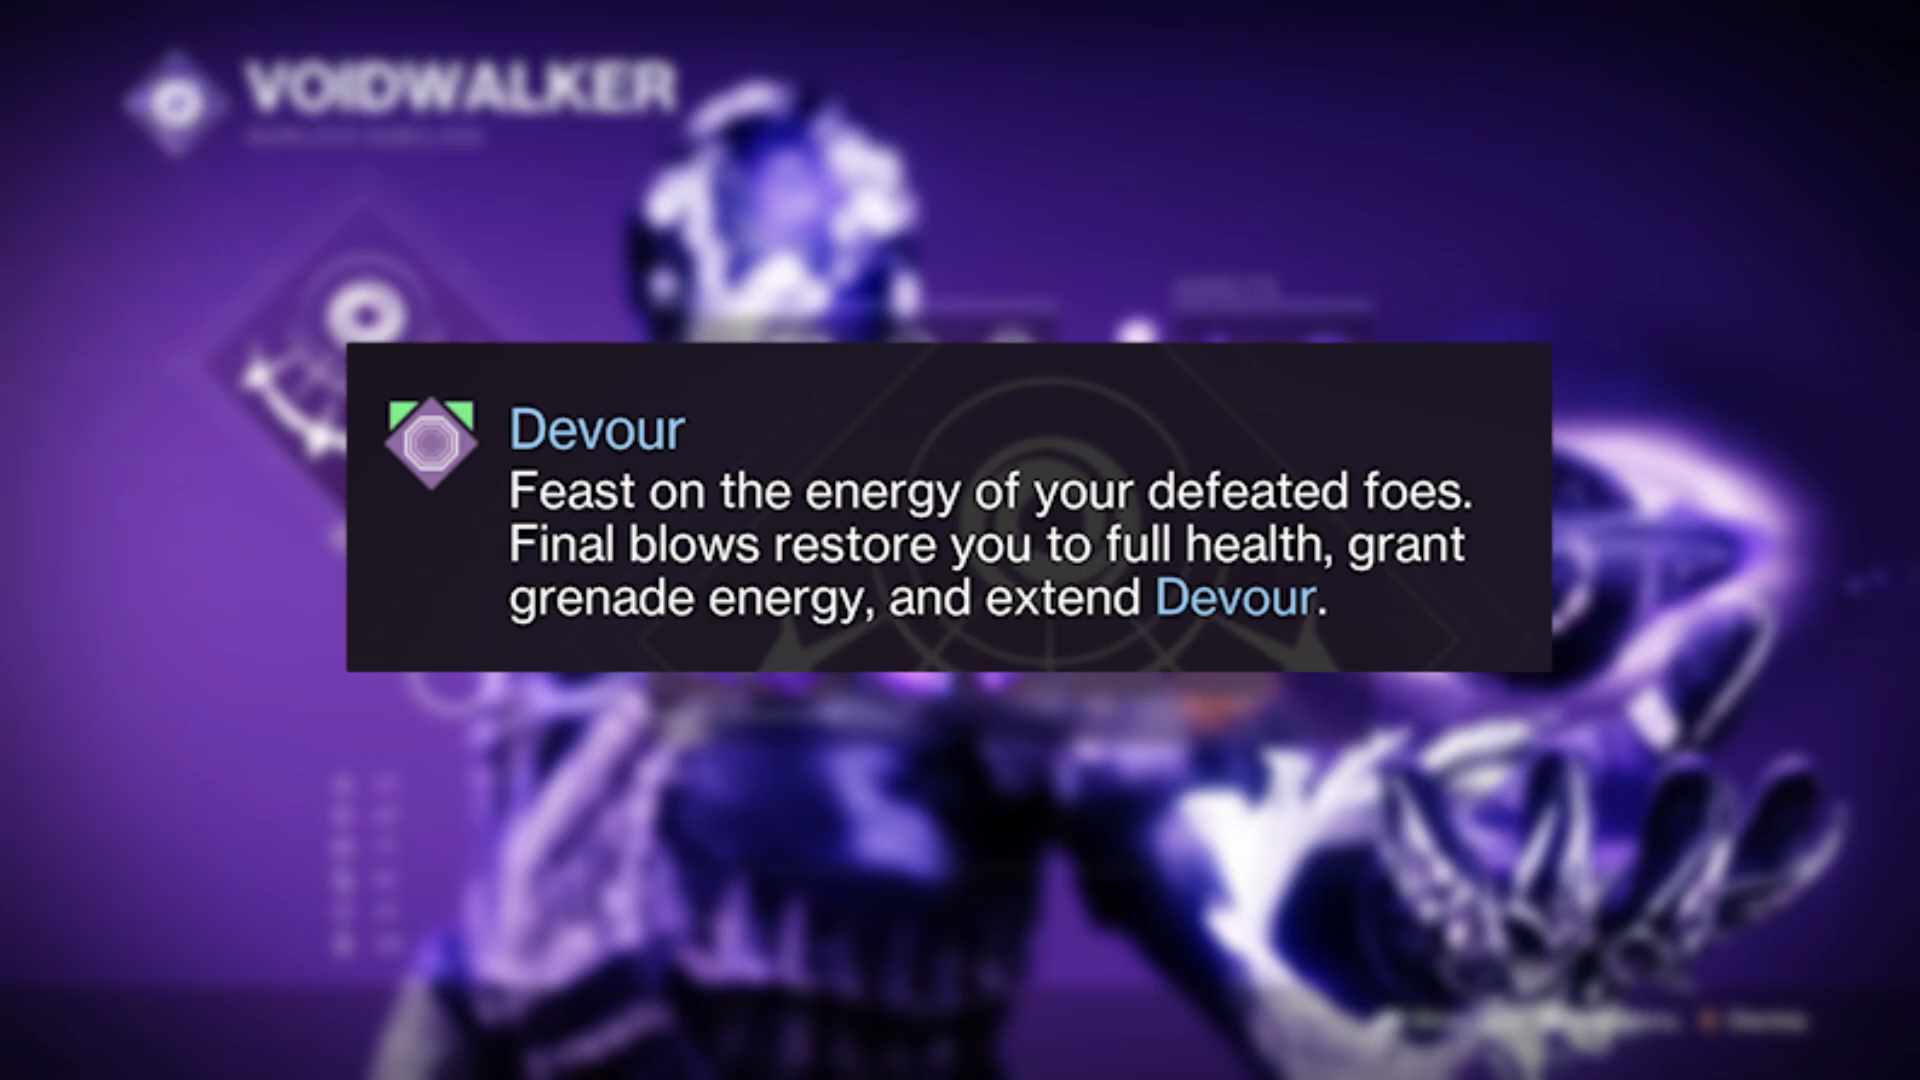 VOIDWALKER
Devour
Feast on the energy of your defeated foes.
Final blows restore you to full health, grant
grenade energy, and extend Devour.